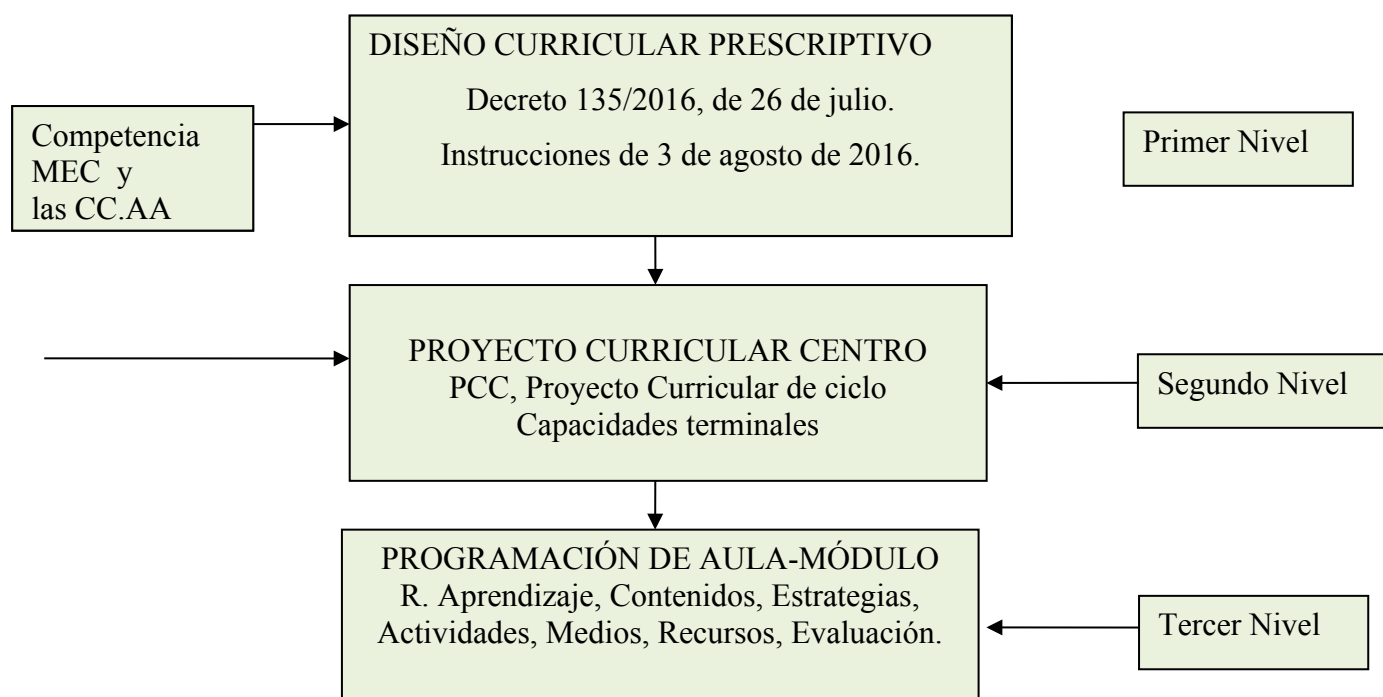 DISEÑO CURRICULAR PRESCRIPTIVO
Decreto 135/2016, de 26 de julio.
Instrucciones de 3 de agosto de 2016.
Competencia
MEC y
las CC.AA
Primer Nivel
PROYECTO CURRICULAR CENTRO
PCC, Proyecto Curricular de ciclo
Capacidades terminales
Segundo Nivel
PROGRAMACIÓN DE AULA-MÓDULO
R. Aprendizaje, Contenidos, Estrategias,
Actividades, Medios, Recursos, Evaluación.
Tercer Nivel